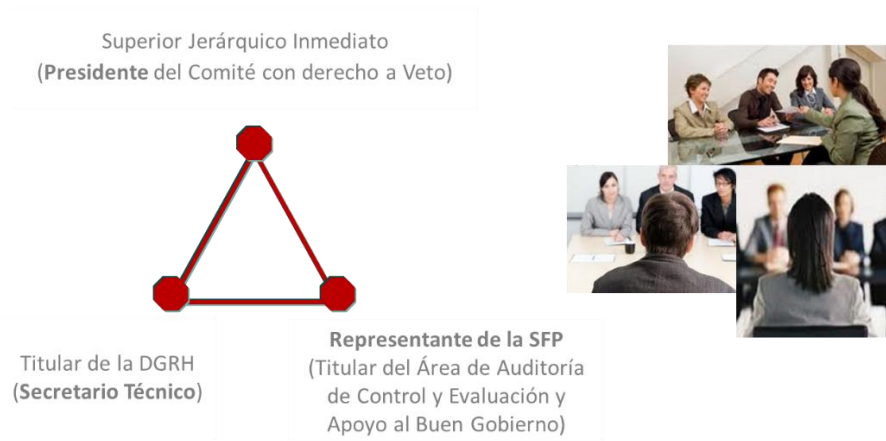 Superior Jerárquico Inmediato
(Presidente del Comité con derecho a Veto)
Titular de la DGRH
(Secretario Técnico)
Representante de la SFP
(Titular del Área de Auditoría
de Control y Evaluación y
Apoyo al Buen Gobierno)